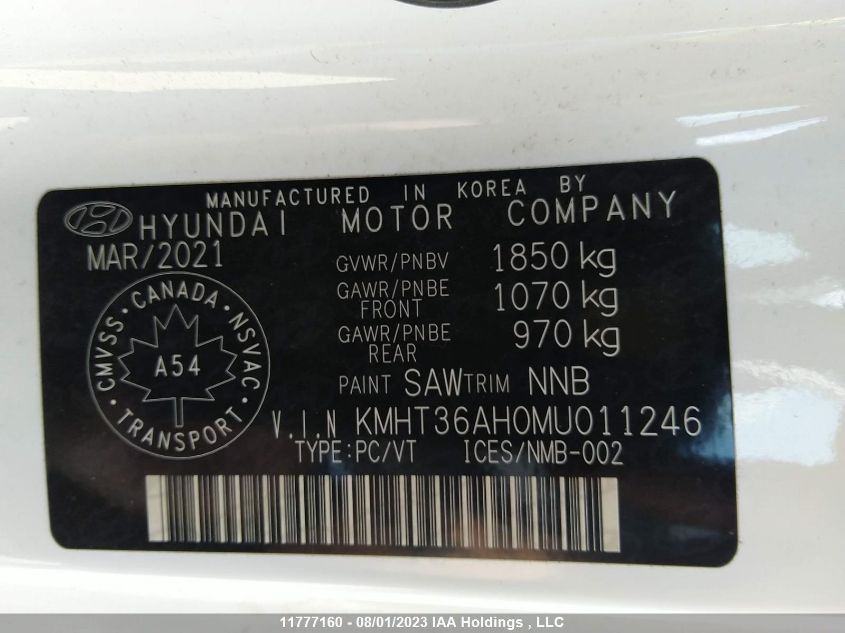 MANUFACTURED IN KOREA BY
HYUNDAI MOTOR COMPANY
MAR/2021
GVWR/PNBV 1850 kg
GAWR/PNBE FRONT 1070 kg
GAWR/PNBE REAR 970 kg
CMVSS · CANADA · NSVAC
A54
TRANSPORT
PAINT SAW TRIM NNB
V.I.N KMHT36AH0MU011246
TYPE:PC/VT ICES/NMB-002
11777160 - 08/01/2023 IAA Holdings , LLC